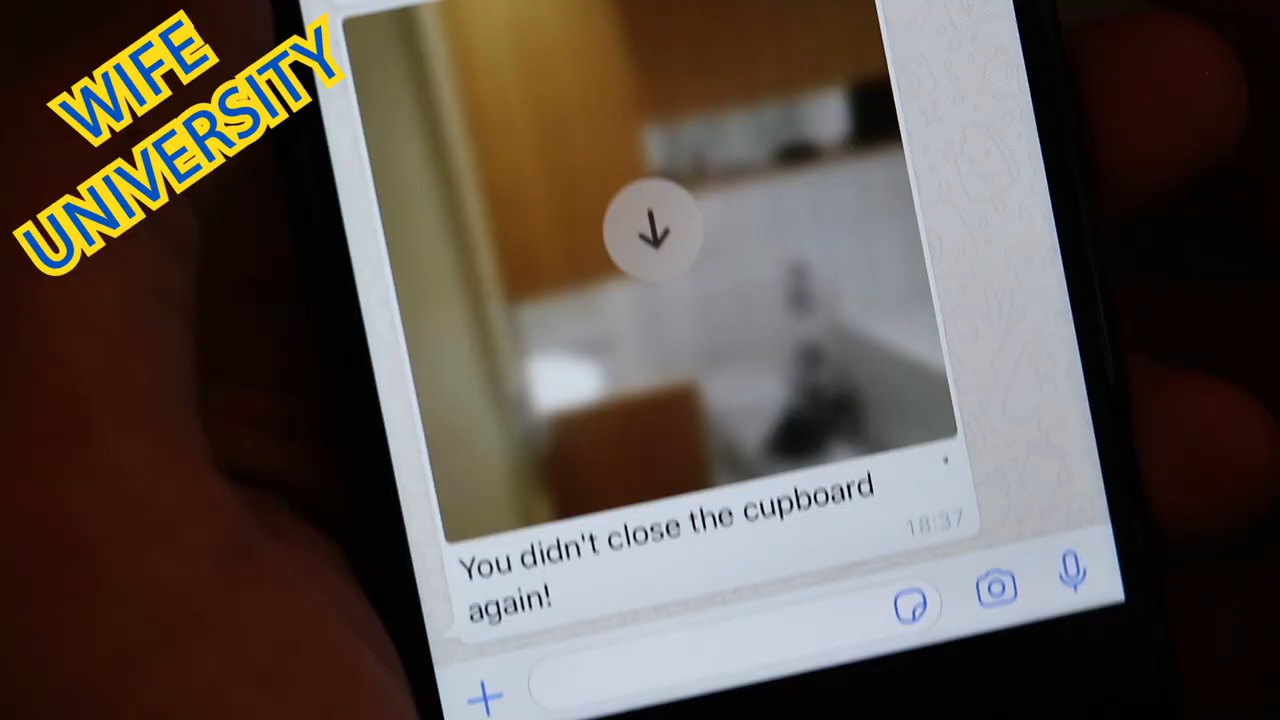 WIFE
UNIVERSITY
You didn't close the cupboard
again!
18:37